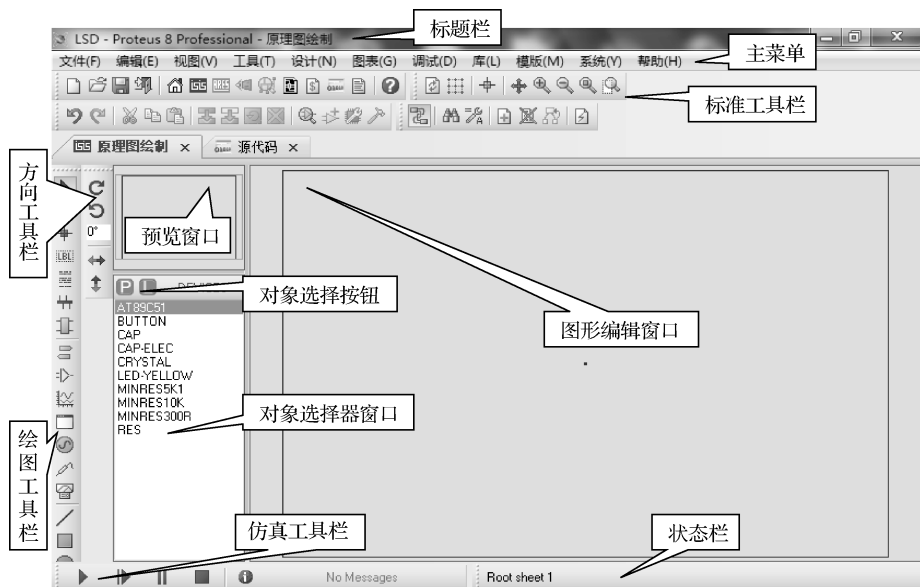 标题栏
LSD - Proteus 8 Professional - 原理图绘制
文件(F) 编辑(E) 视图(V) 工具(T) 设计(N) 图表(G) 调试(D) 库(L) 模版(M) 系统(Y) 帮助(H)
主菜单
标准工具栏
原理图绘制 源代码
方向工具栏
0°
LBL
预览窗口
P L
对象选择按钮
AT89C51
BUTTON
CAP
CAP-ELEC
CRYSTAL
LED-YELLOW
MINRES5K1
MINRES10K
MINRES300R
RES
图形编辑窗口
对象选择器窗口
绘图工具栏
仿真工具栏
状态栏
No Messages
Root sheet 1